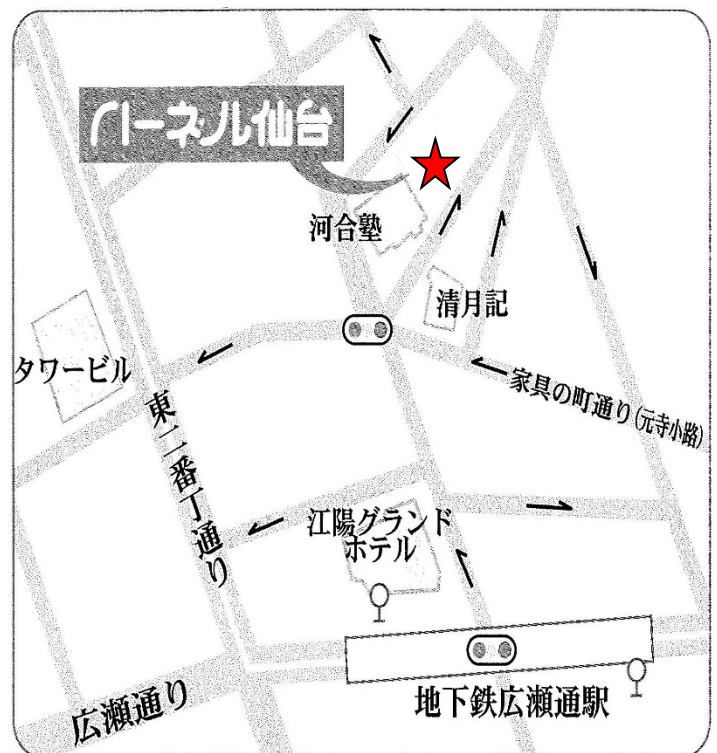 ハーネル仙台
河合塾
清月記
タワービル
家具の町通り(元寺小路)
東二番丁通り
江陽グランド
ホテル
地下鉄広瀬通駅
広瀬通り